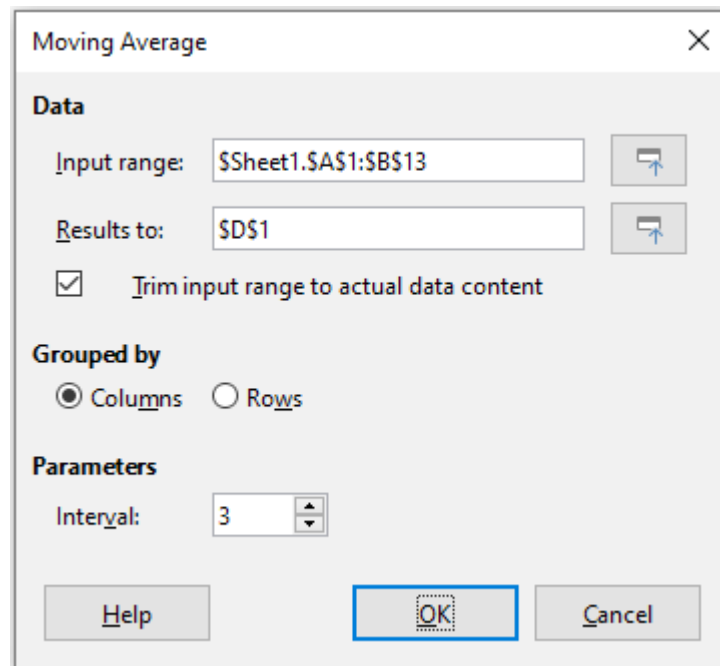 Moving Average
Data
Input range: $Sheet1.$A$1:$B$13
Results to: $D$1
Trim input range to actual data content
Grouped by
Columns Rows
Parameters
Interval: 3
Help OK Cancel